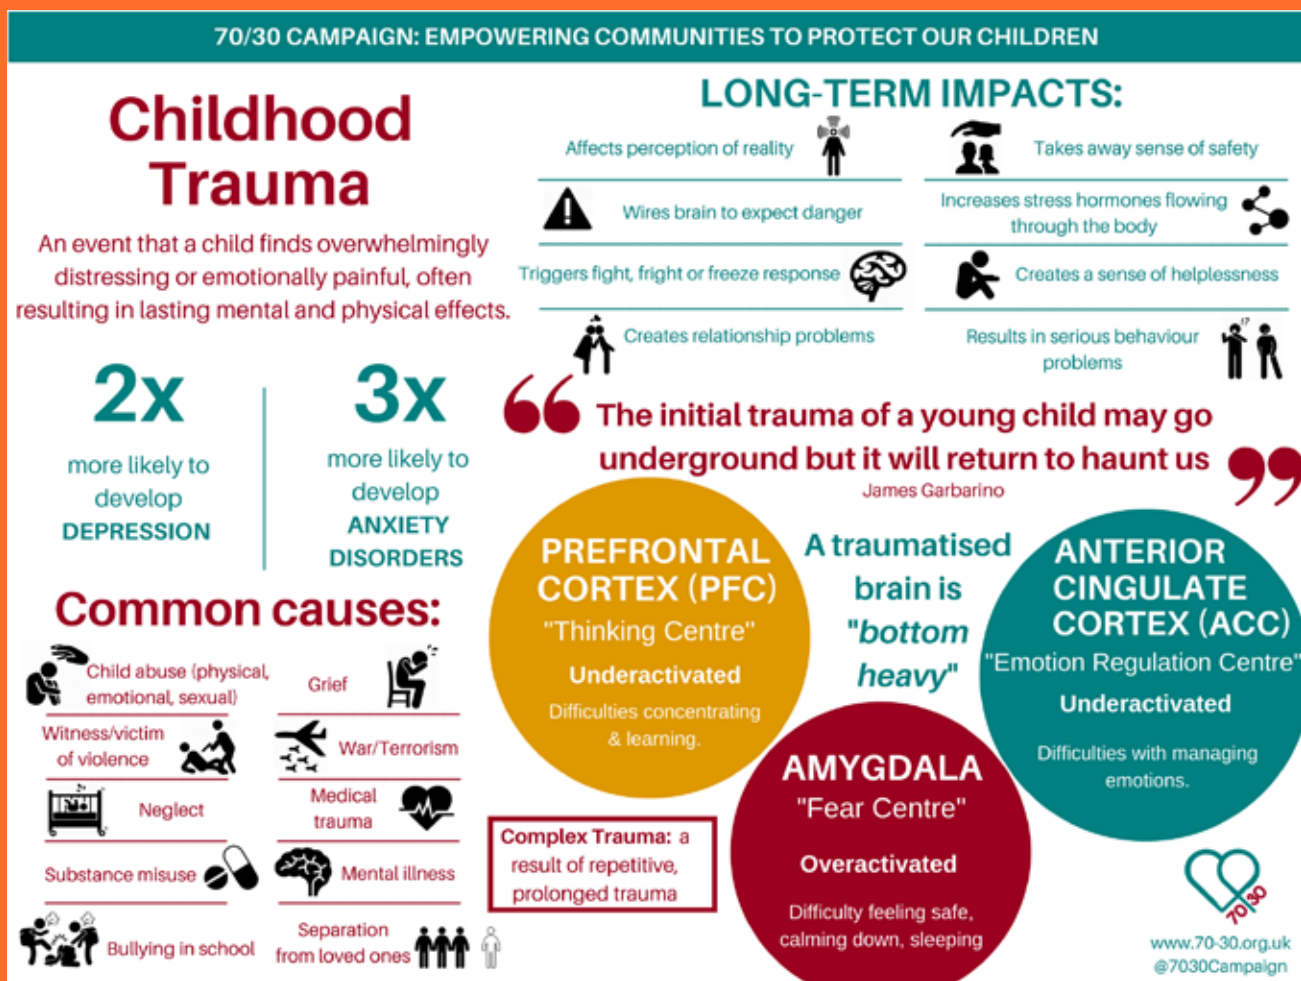 70/30 CAMPAIGN: EMPOWERING COMMUNITIES TO PROTECT OUR CHILDREN
Childhood
Trauma
An event that a child finds overwhelmingly
distressing or emotionally painful, often
resulting in lasting mental and physical effects.
2x
more likely to
develop
DEPRESSION
3x
more likely to
develop
ANXIETY
DISORDERS
Common causes:
Child abuse (physical,
emotional, sexual)
Grief
Witness/victim
of violence
War/Terrorism
Neglect
Medical
trauma
Substance misuse
Mental illness
Bullying in school
Separation
from loved ones
LONG-TERM IMPACTS:
Affects perception of reality
Takes away sense of safety
Wires brain to expect danger
Increases stress hormones flowing
through the body
Triggers fight, fright or freeze response
Creates a sense of helplessness
Creates relationship problems
Results in serious behaviour
problems
“ The initial trauma of a young child may go
underground but it will return to haunt us ”
James Garbarino
PREFRONTAL
CORTEX (PFC)
"Thinking Centre"
Underactivated
Difficulties concentrating
& learning.
A traumatised
brain is
"bottom
heavy"
ANTERIOR
CINGULATE
CORTEX (ACC)
"Emotion Regulation Centre"
Underactivated
Difficulties with managing
emotions.
AMYGDALA
"Fear Centre"
Overactivated
Difficulty feeling safe,
calming down, sleeping
Complex Trauma: a
result of repetitive,
prolonged trauma
70/30
www.70-30.org.uk
@7030Campaign